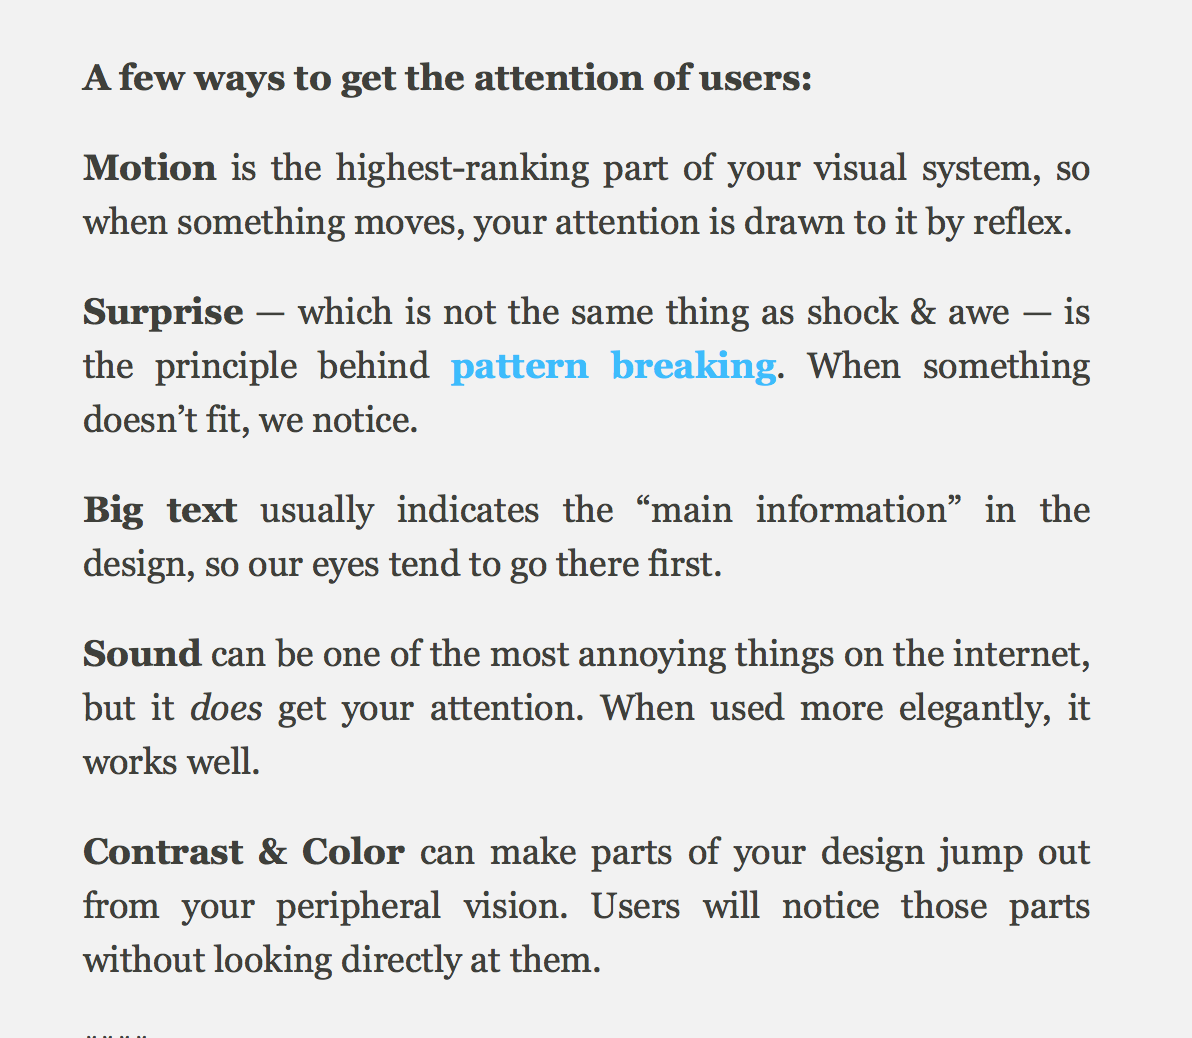 A few ways to get the attention of users:
Motion is the highest-ranking part of your visual system, so
when something moves, your attention is drawn to it by reflex.
Surprise — which is not the same thing as shock & awe — is
the principle behind pattern breaking. When something
doesn’t fit, we notice.
Big text usually indicates the “main information” in the
design, so our eyes tend to go there first.
Sound can be one of the most annoying things on the internet,
but it does get your attention. When used more elegantly, it
works well.
Contrast & Color can make parts of your design jump out
from your peripheral vision. Users will notice those parts
without looking directly at them.